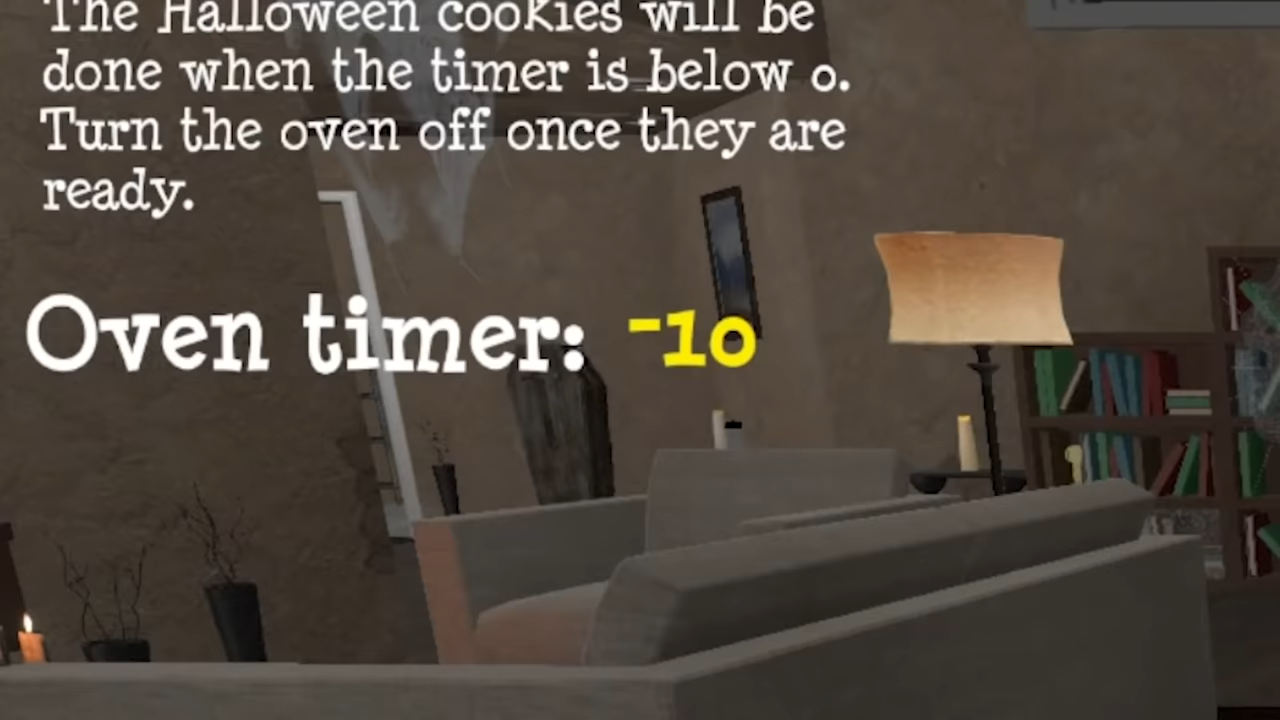 The Halloween cookies will be
done when the timer is below 0.
Turn the oven off once they are
ready.
Oven timer: -10